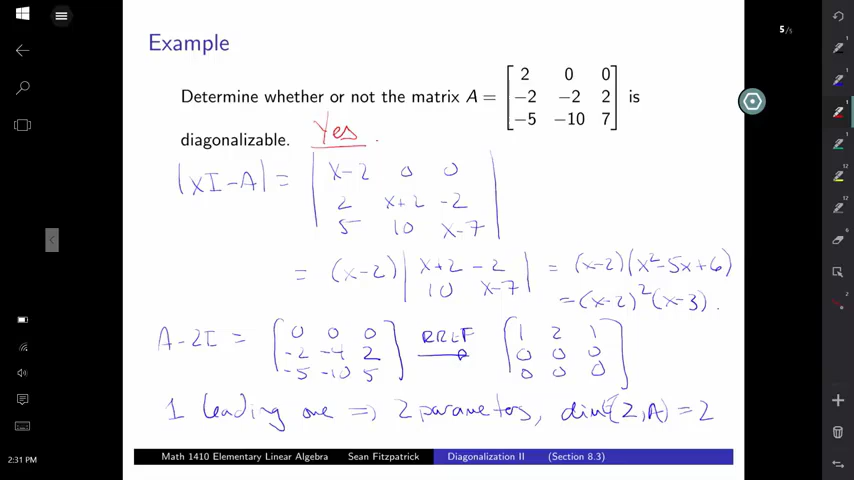 5/5
Example
Determine whether or not the matrix A = [2 0 0; −2 −2 2; −5 −10 7] is
diagonalizable. Yes
|xI−A| = | x−2 0 0 |
| 2 x+2 −2 |
| 5 10 x−7 |
= (x−2) | x+2 −2 | = (x−2)(x²−5x+6)
| 10 x−7 | = (x−2)²(x−3).
A−2I = [0 0 0; −2 −4 2; −5 −10 5] RREF → [1 2 1; 0 0 0; 0 0 0]
1 leading one ⇒ 2 parameters, dim E(2,A) = 2
Math 1410 Elementary Linear Algebra Sean Fitzpatrick Diagonalization II (Section 8.3)
2:31 PM